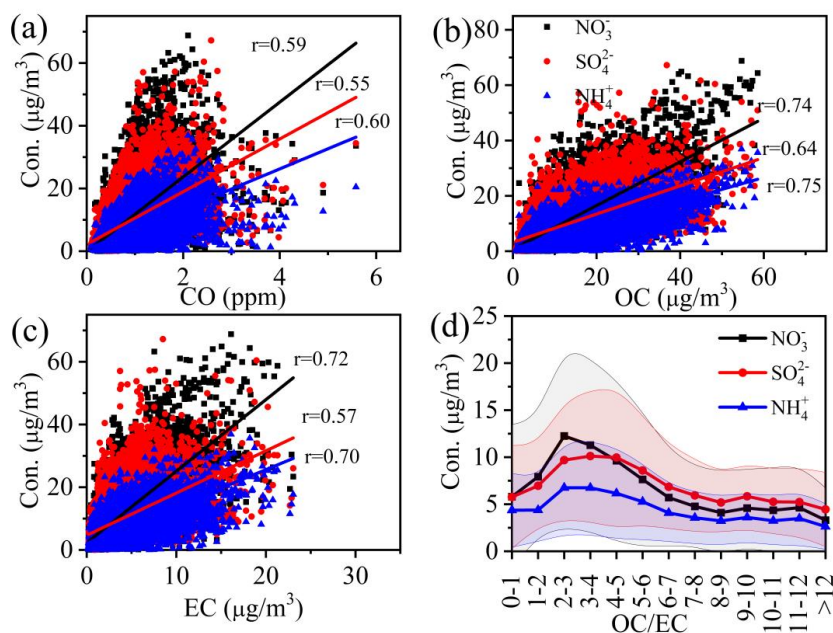 (a)
r=0.59
r=0.55
r=0.60
Con. (μg/m³)
60
40
20
0
0
2
4
6
CO (ppm)
(b)
NO₃⁻
SO₄²⁻
NH₄⁺
r=0.74
r=0.64
r=0.75
Con. (μg/m³)
80
60
40
20
0
0
20
40
60
80
OC (μg/m³)
(c)
r=0.72
r=0.57
r=0.70
Con. (μg/m³)
60
40
20
0
0
10
20
30
EC (μg/m³)
(d)
NO₃⁻
SO₄²⁻
NH₄⁺
Con. (μg/m³)
25
20
15
10
5
0
0-1
1-2
2-3
3-4
4-5
5-6
6-7
7-8
8-9
9-10
10-11
11-12
>12
OC/EC